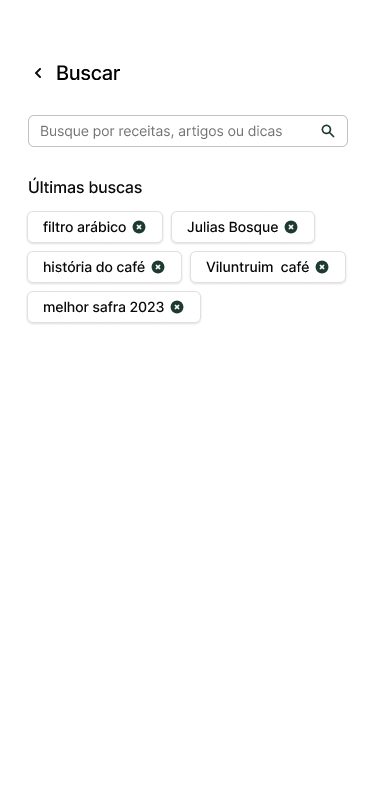 Buscar
Busque por receitas, artigos ou dicas
Últimas buscas
filtro arábico
Julias Bosque
história do café
Viluntruim  café
melhor safra 2023